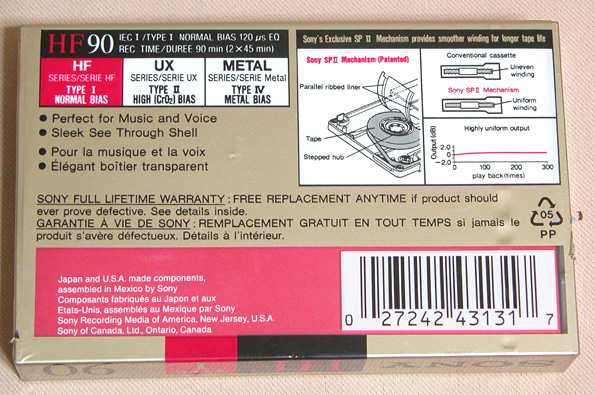 HF 90
IEC I / TYPE I NORMAL BIAS 120 µs EQ
REC. TIME/DUREE 90 min (2 × 45 min)
HF
SERIES/SERIE HF
TYPE I
NORMAL BIAS
UX
SERIES/SERIE UX
TYPE II
HIGH (CrO₂) BIAS
METAL
SERIES/SERIE Metal
TYPE IV
METAL BIAS
● Perfect for Music and Voice
● Sleek See Through Shell
● Pour la musique et la voix
● Élégant boîtier transparent
Sony's Exclusive SP II Mechanism provides smoother winding for longer tape life
Sony SP II Mechanism (Patented)
Parallel ribbed liner
Tape
Stepped hub
Conventional cassette
Uneven
winding
Sony SP II Mechanism
Uniform
winding
Highly uniform output
Output(dB)
2.0
0
-2.0
0 100 200 300
play back(times)
SONY FULL LIFETIME WARRANTY : FREE REPLACEMENT ANYTIME if product should
ever prove defective. See details inside.
GARANTIE À VIE DE SONY : REMPLACEMENT GRATUIT EN TOUT TEMPS si jamais le
produit s'avère défectueux. Détails à l'intérieur.
05
PP
Japan and U.S.A. made components,
assembled in Mexico by Sony
Composants fabriqués au Japon et aux
Etats-Unis, assemblés au Mexique par Sony
Sony Recording Media of America, New Jersey, U.S.A.
Sony of Canada, Ltd., Ontario, Canada
0 27242 43131 7
SONY
HF
90